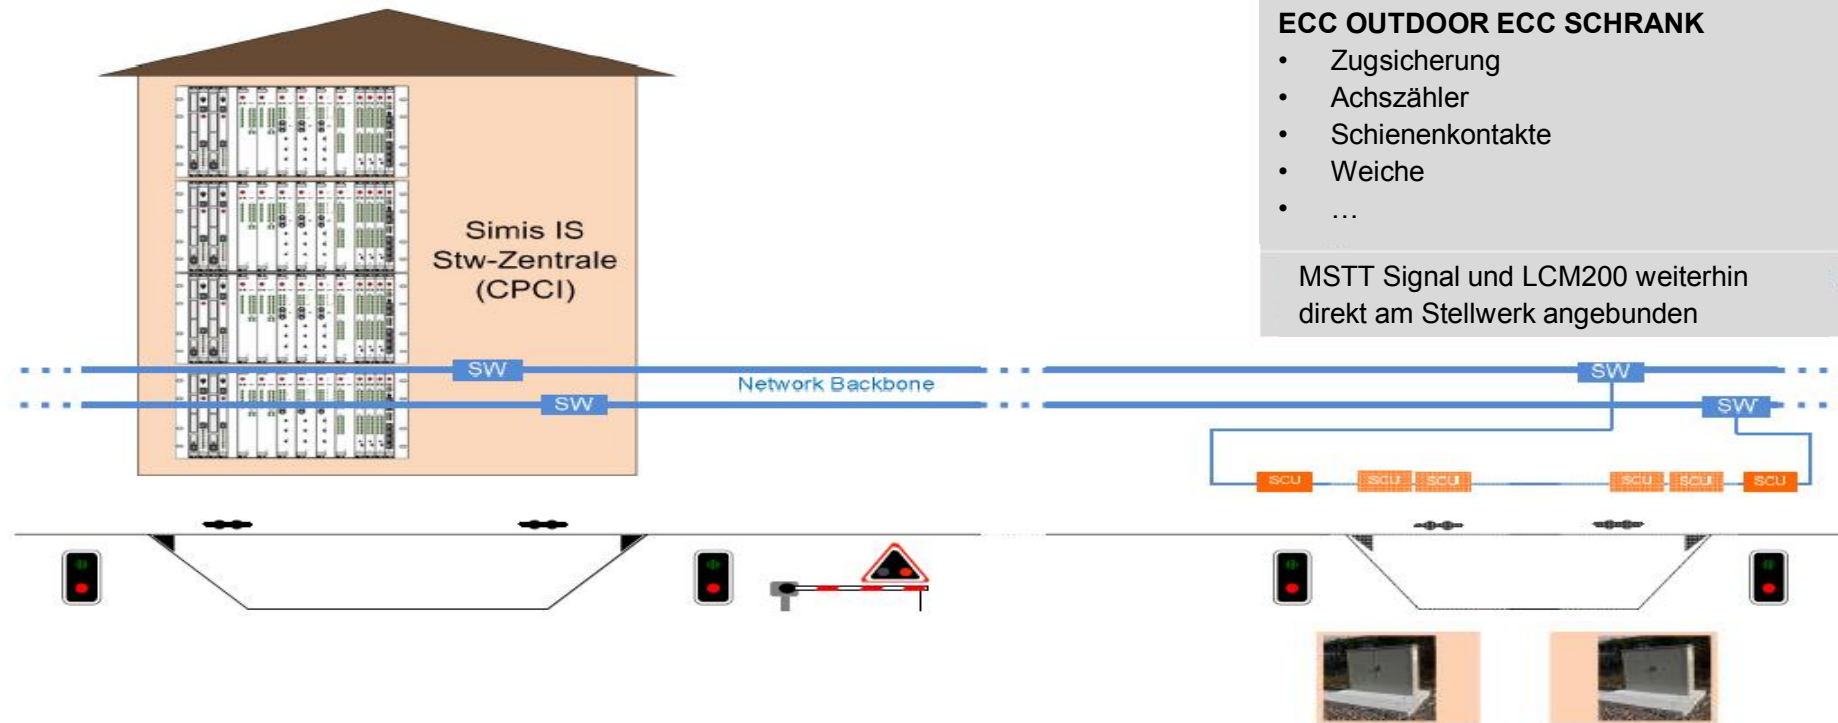 ECC OUTDOOR ECC SCHRANK
• Zugsicherung
• Achszähler
• Schienenkontakte
• Weiche
• …
MSTT Signal und LCM200 weiterhin
direkt am Stellwerk angebunden
Simis IS
Stw-Zentrale
(CPCI)
SW
SW
Network Backbone
SW
SW
SCU
SCU
SCU
SCU
SCU
SCU